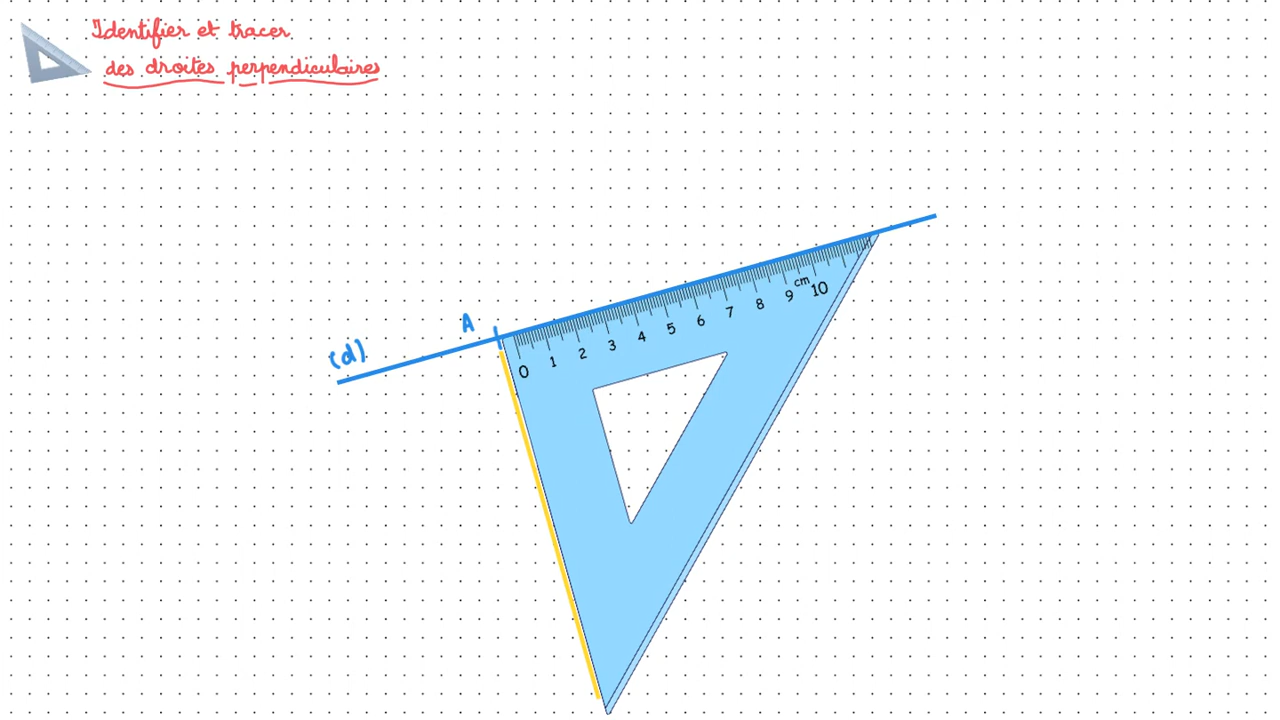 Identifier et tracer
des droites perpendiculaires
A
(d)
0 1 2 3 4 5 6 7 8 9 cm 10